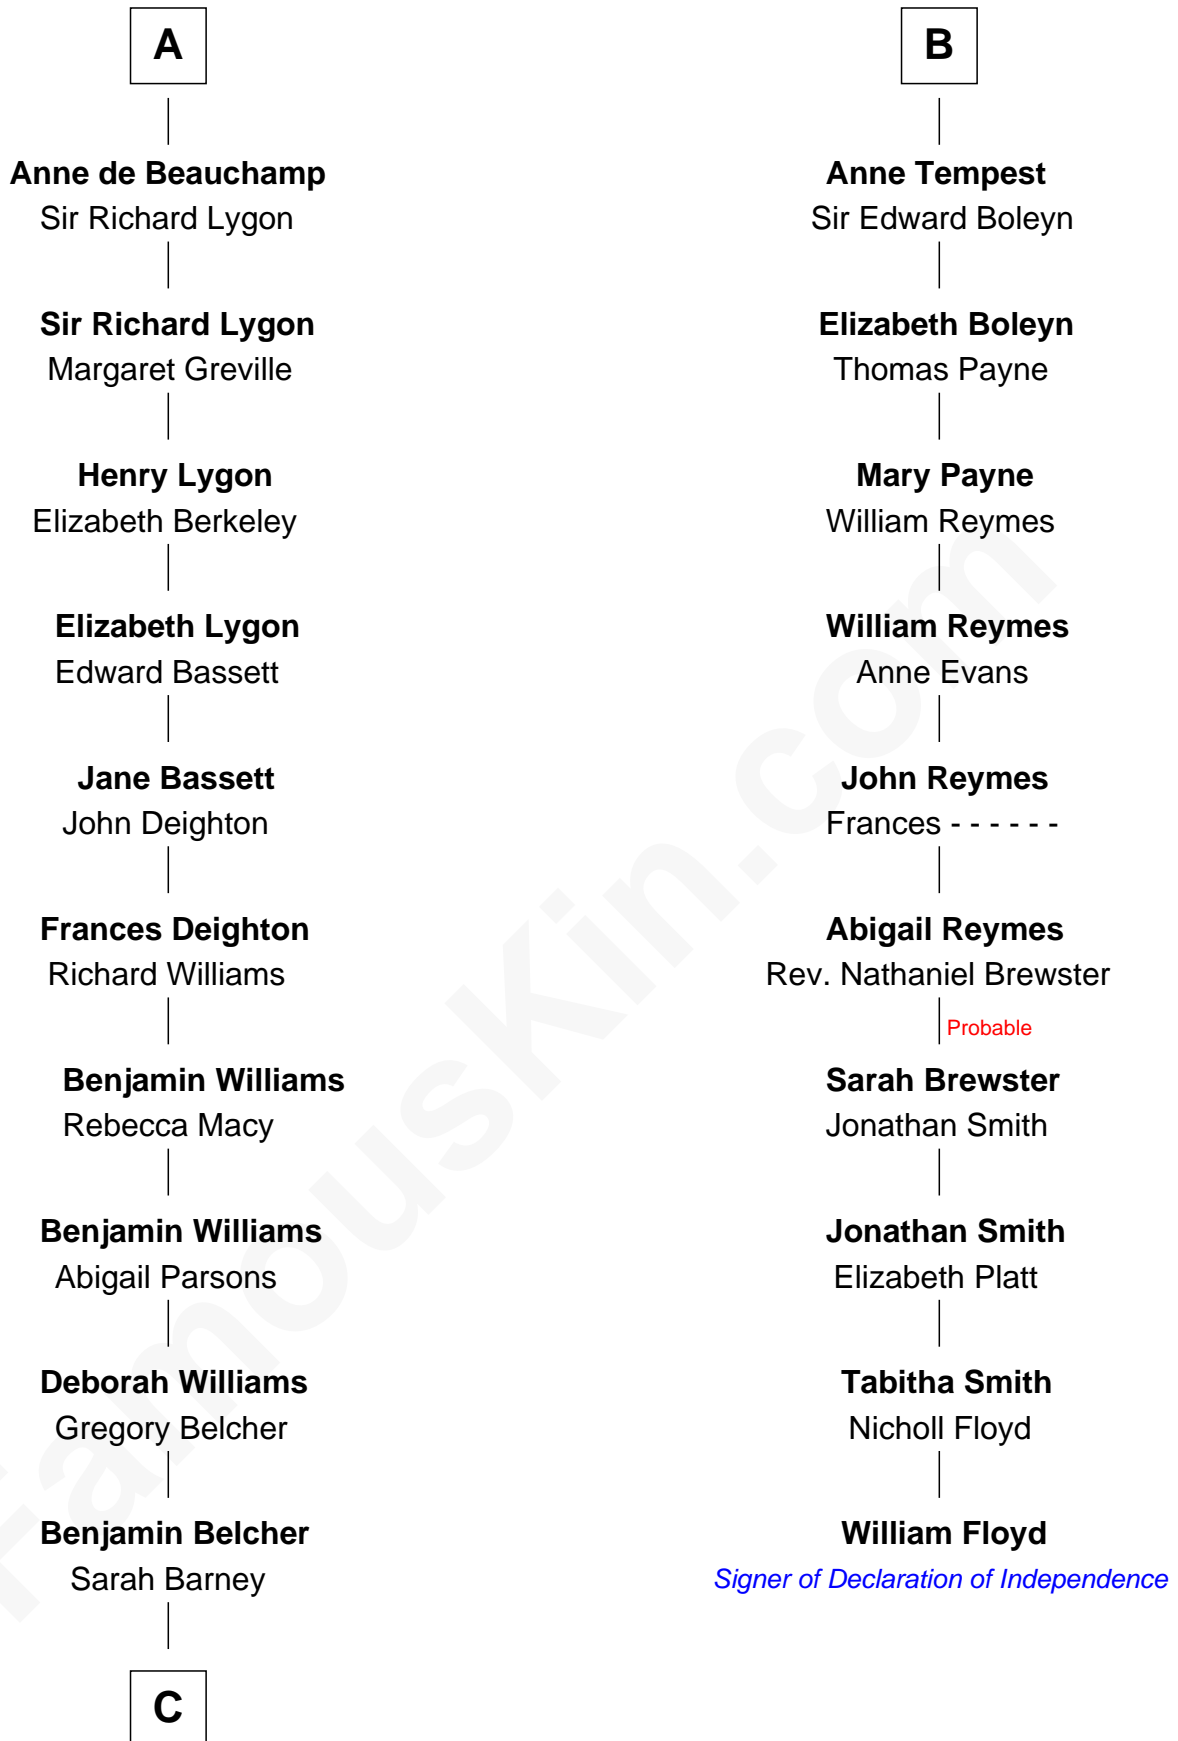 A
Anne de Beauchamp
Sir Richard Lygon
Sir Richard Lygon
Margaret Greville
Henry Lygon
Elizabeth Berkeley
Elizabeth Lygon
Edward Bassett
Jane Bassett
John Deighton
Frances Deighton
Richard Williams
Benjamin Williams
Rebecca Macy
Benjamin Williams
Abigail Parsons
Deborah Williams
Gregory Belcher
Benjamin Belcher
Sarah Barney
C
B
Anne Tempest
Sir Edward Boleyn
Elizabeth Boleyn
Thomas Payne
Mary Payne
William Reymes
William Reymes
Anne Evans
John Reymes
Frances - - - - - -
Abigail Reymes
Rev. Nathaniel Brewster
Probable
Sarah Brewster
Jonathan Smith
Jonathan Smith
Elizabeth Platt
Tabitha Smith
Nicholl Floyd
William Floyd
Signer of Declaration of Independence
FamousKin.com